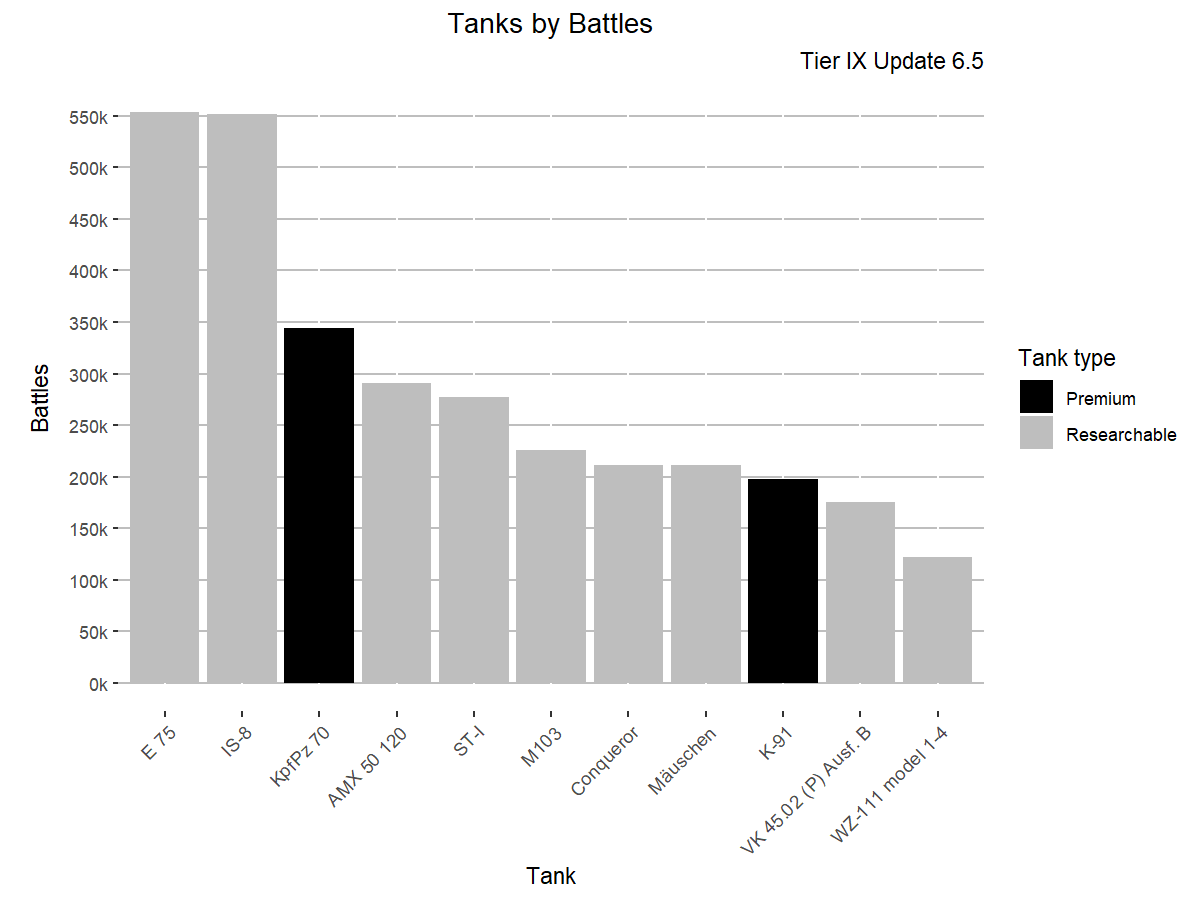 Tanks by Battles
Tier IX Update 6.5
550k
500k
450k
400k
350k
300k
250k
200k
150k
100k
50k
0k
Battles
E 75
IS-8
KpfPz 70
AMX 50 120
ST-I
M103
Conqueror
Mäuschen
K-91
VK 45.02 (P) Ausf. B
WZ-111 model 1-4
Tank
Tank type
Premium
Researchable